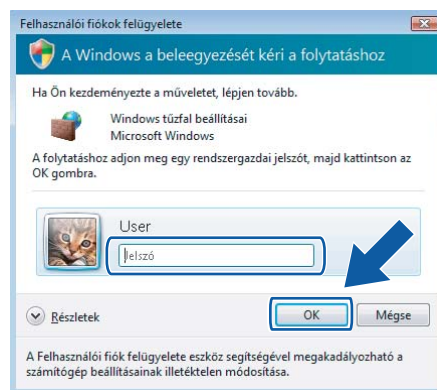 Felhasználói fiókok felügyelete
A Windows a beleegyezését kéri a folytatáshoz
Ha Ön kezdeményezte a műveletet, lépjen tovább.
Windows tűzfal beállításai
Microsoft Windows
A folytatáshoz adjon meg egy rendszergazdai jelszót, majd kattintson az
OK gombra.
User
Jelszó
Részletek
OK
Mégse
A Felhasználói fiók felügyelete eszköz segítségével megakadályozható a
számítógép beállításainak illetéktelen módosítása.